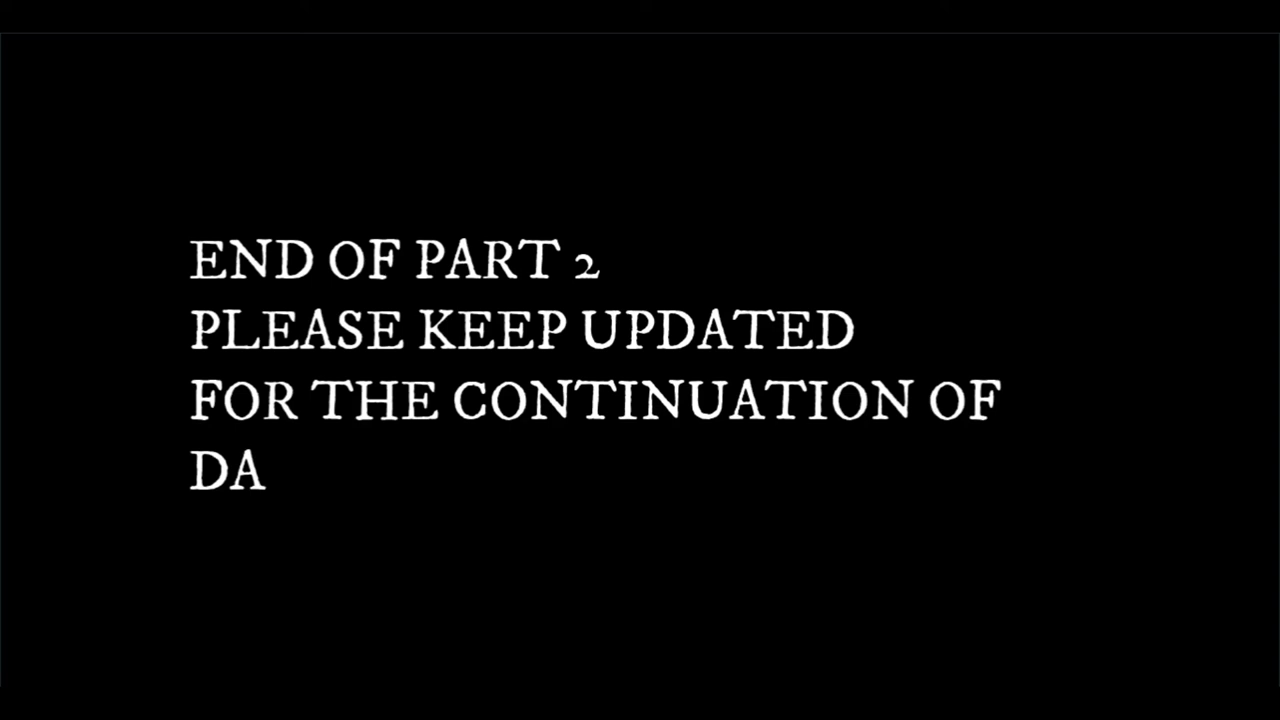 END OF PART 2
PLEASE KEEP UPDATED
FOR THE CONTINUATION OF
DA